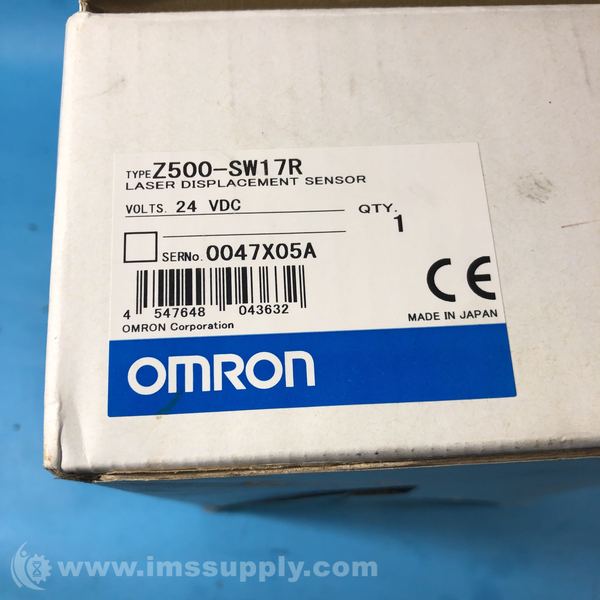 TYPE Z500-SW17R
LASER DISPLACEMENT SENSOR
VOLTS. 24 VDC
QTY. 1
SERNo. 0047X05A
4 547648 043632
OMRON Corporation
CE
MADE IN JAPAN
OMRON
www.imssupply.com